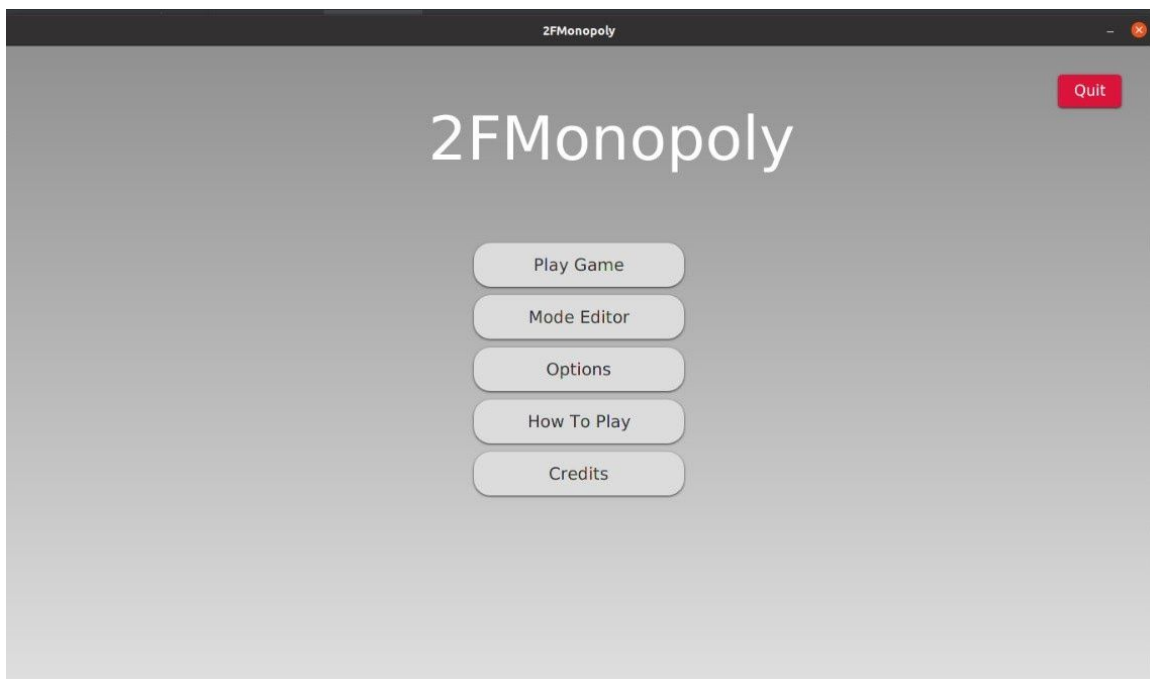 2FMonopoly
Quit
2FMonopoly
Play Game
Mode Editor
Options
How To Play
Credits